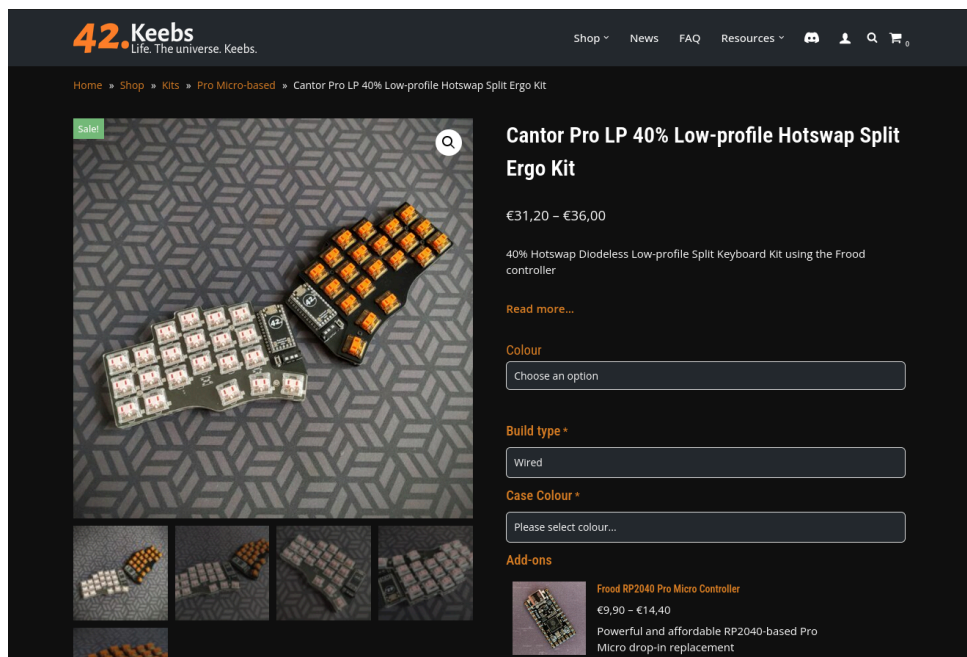 42.Keebs
Life. The universe. Keebs.
Shop News FAQ Resources 0
Home » Shop » Kits » Pro Micro-based » Cantor Pro LP 40% Low-profile Hotswap Split Ergo Kit
Sale!
42.
42.
Cantor Pro LP 40% Low-profile Hotswap Split
Ergo Kit
€31,20 – €36,00
40% Hotswap Diodeless Low-profile Split Keyboard Kit using the Frood
controller
Read more...
Colour
Choose an option
Build type *
Wired
Case Colour *
Please select colour...
Add-ons
Frood RP2040 Pro Micro Controller
€9,90 – €14,40
Powerful and affordable RP2040-based Pro
Micro drop-in replacement